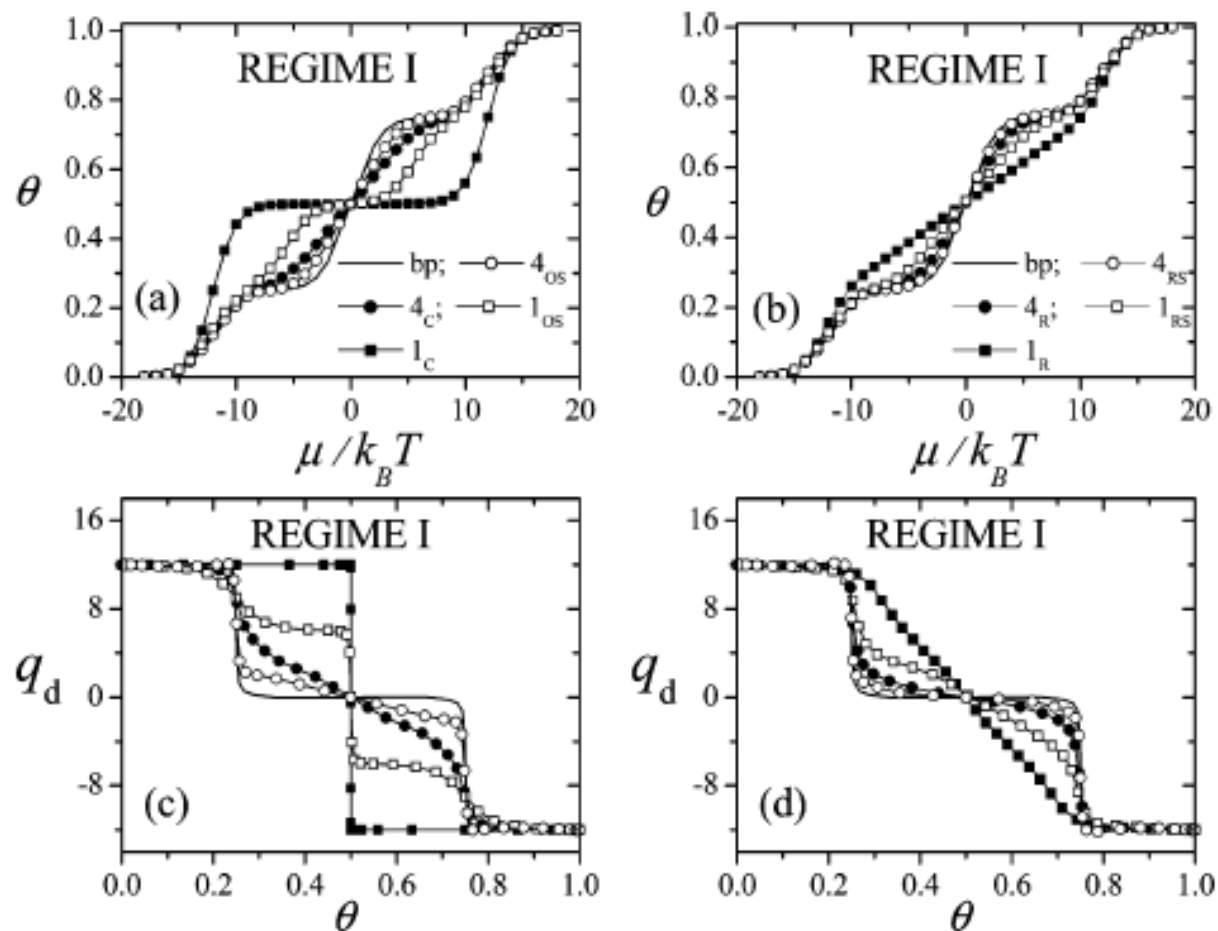 1.0
0.8
0.6
0.4
0.2
0.0
θ
REGIME I
(a)
bp; 4OS
4C; 1OS
1C
-20 -10 0 10 20
μ / kBT
1.0
0.8
0.6
0.4
0.2
0.0
θ
REGIME I
(b)
bp; 4RS
4R; 1RS
1R
-20 -10 0 10 20
μ / kBT
16
8
0
-8
qd
REGIME I
(c)
0.0 0.2 0.4 0.6 0.8 1.0
θ
16
8
0
-8
qd
REGIME I
(d)
0.0 0.2 0.4 0.6 0.8 1.0
θ